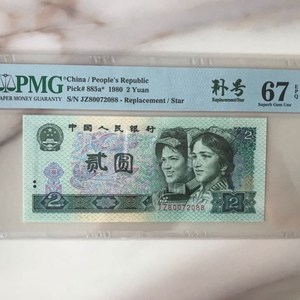 PMG
PAPER MONEY GUARANTY
China / People's Republic
Pick# 885a* 1980 2 Yuan
S/N JZ80072088 - Replacement / Star
补号
Replacement/Star
67 EPQ
Superb Gem Unc
中国人民银行
2
贰圆
2
2
JZ80072088